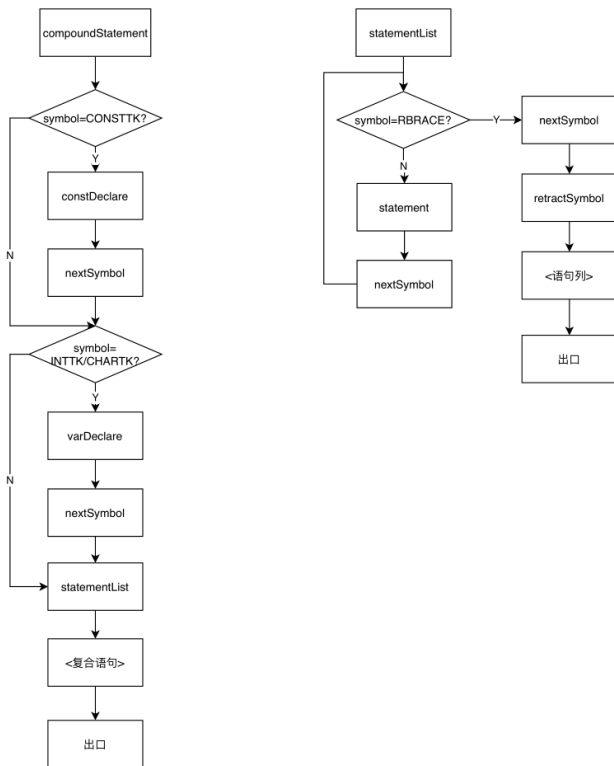 compoundStatement
symbol=CONSTTK?
Y
constDeclare
N
nextSymbol
symbol=
INTTK/CHARTK?
Y
varDeclare
N
nextSymbol
statementList
<复合语句>
出口
statementList
symbol=RBRACE?
Y
nextSymbol
N
statement
retractSymbol
nextSymbol
<语句列>
出口